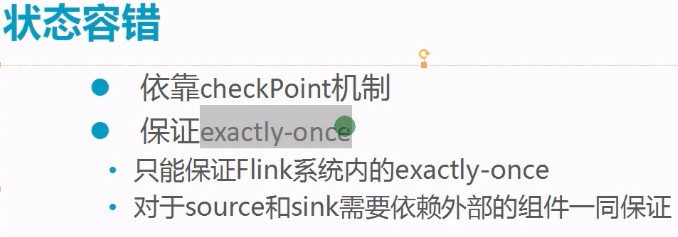 状态容错
依靠checkPoint机制
保证exactly-once
只能保证Flink系统内的exactly-once
对于source和sink需要依赖外部的组件一同保证